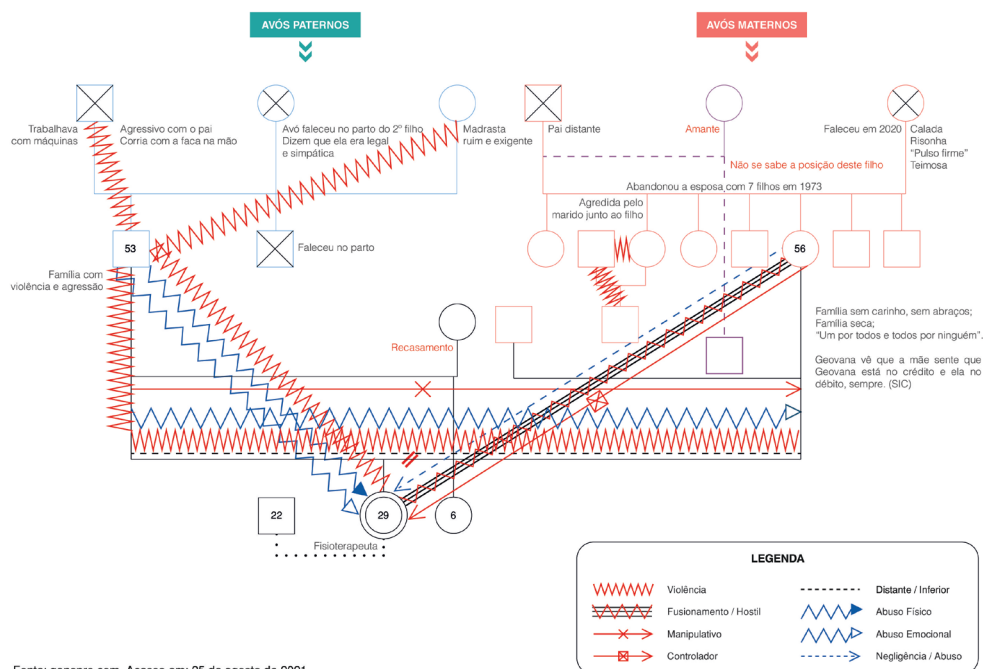 AVÓS PATERNOS
AVÓS MATERNOS
Trabalhava
com máquinas
Agressivo com o pai
Corria com a faca na mão
Avó faleceu no parto do 2º filho
Dizem que ela era legal
e simpática
Madrasta
ruim e exigente
Pai distante
Amante
Faleceu em 2020
Calada
Risonha
“Pulso firme”
Teimosa
Não se sabe a posição deste filho
Abandonou a esposa com 7 filhos em 1973
Agredida pelo
marido junto ao filho
53
Faleceu no parto
56
Família com
violência e agressão
Recasamento
Família sem carinho, sem abraços;
Família seca;
“Um por todos e todos por ninguém”.
Geovana vê que a mãe sente que
Geovana está no crédito e ela no
débito, sempre. (SIC)
22
29
6
Fisioterapeuta
LEGENDA
Violência
Distante / Inferior
Fusionamento / Hostil
Abuso Físico
Manipulativo
Abuso Emocional
Controlador
Negligência / Abuso